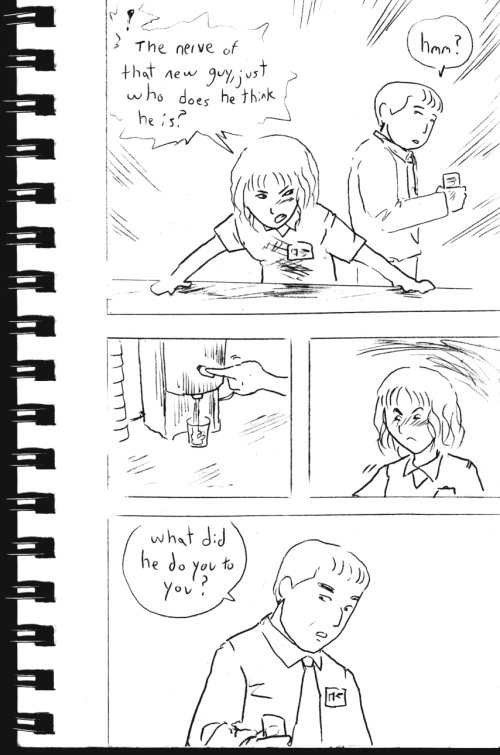 The nerve of
that new guy, just
who does he think
he is?
hmm?
what did
he do you to
you?